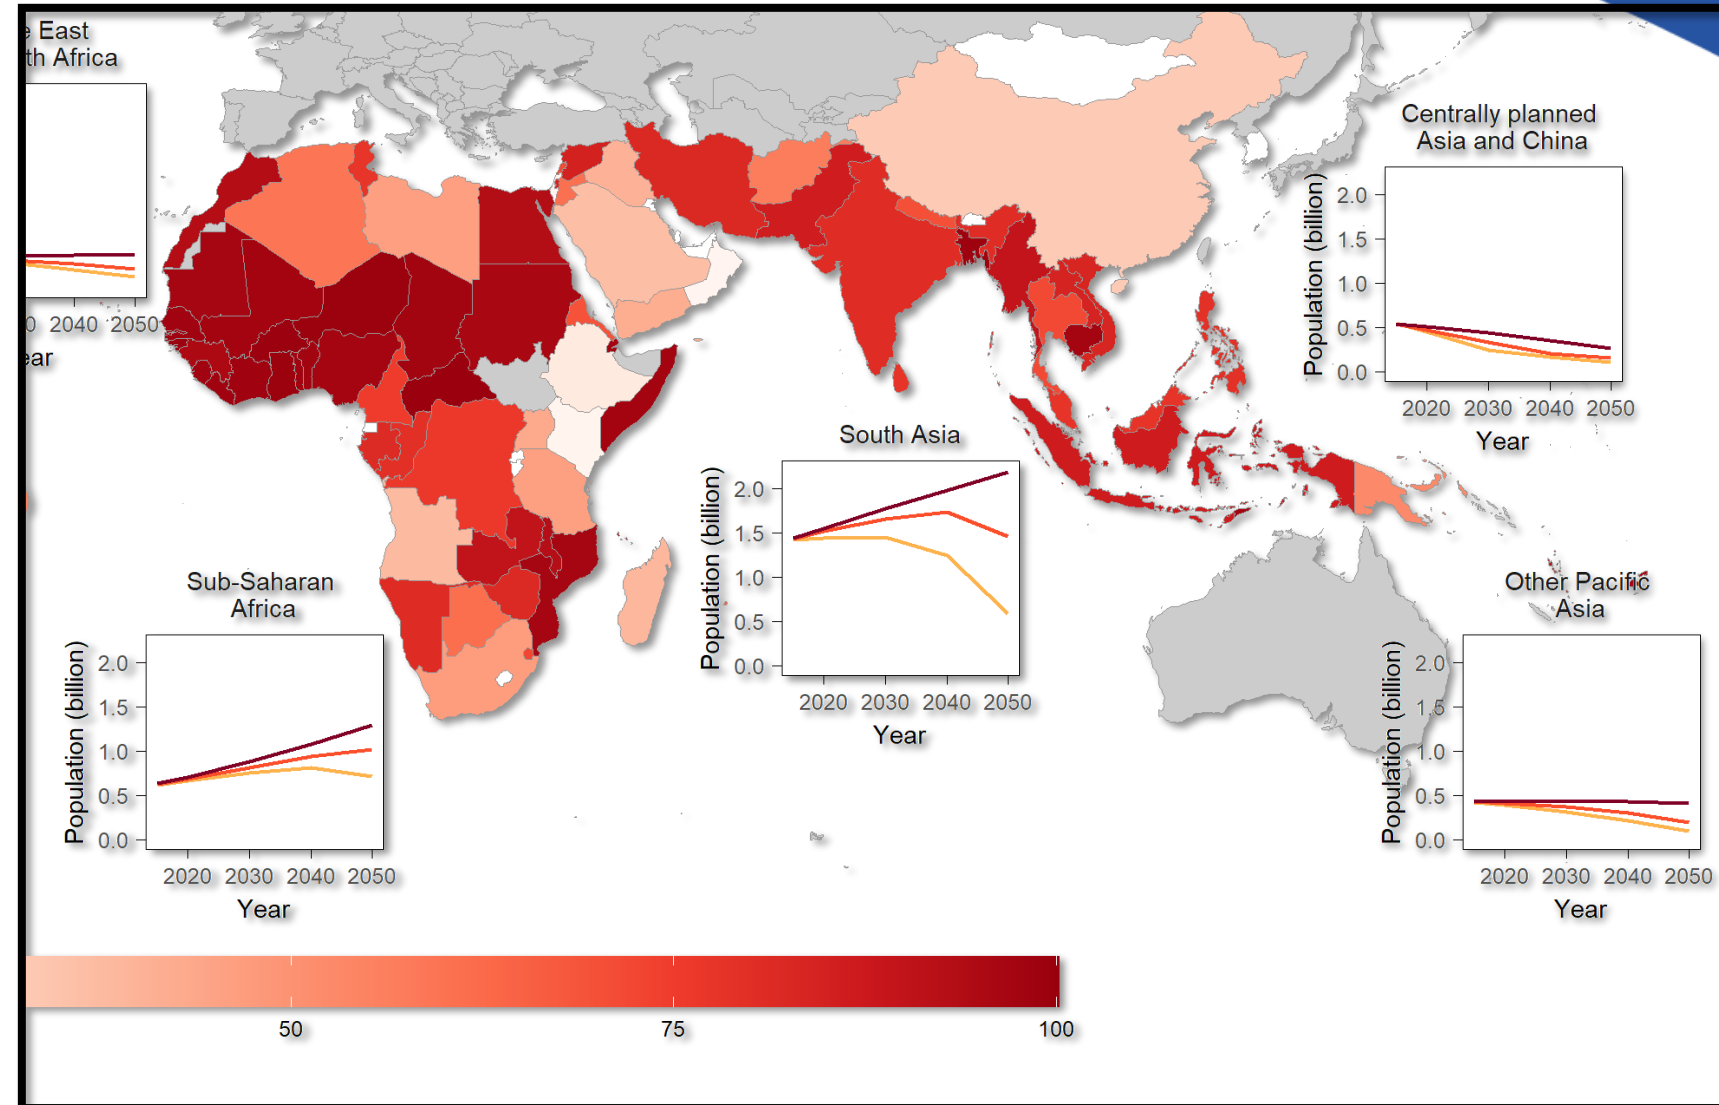 e East
th Africa
0 2040 2050
ear
Centrally planned
Asia and China
Population (billion)
2.0
1.5
1.0
0.5
0.0
2020 2030 2040 2050
Year
South Asia
Population (billion)
2.0
1.5
1.0
0.5
0.0
2020 2030 2040 2050
Year
Sub-Saharan
Africa
Population (billion)
2.0
1.5
1.0
0.5
0.0
2020 2030 2040 2050
Year
Other Pacific
Asia
Population (billion)
2.0
1.5
1.0
0.5
0.0
2020 2030 2040 2050
Year
50 75 100